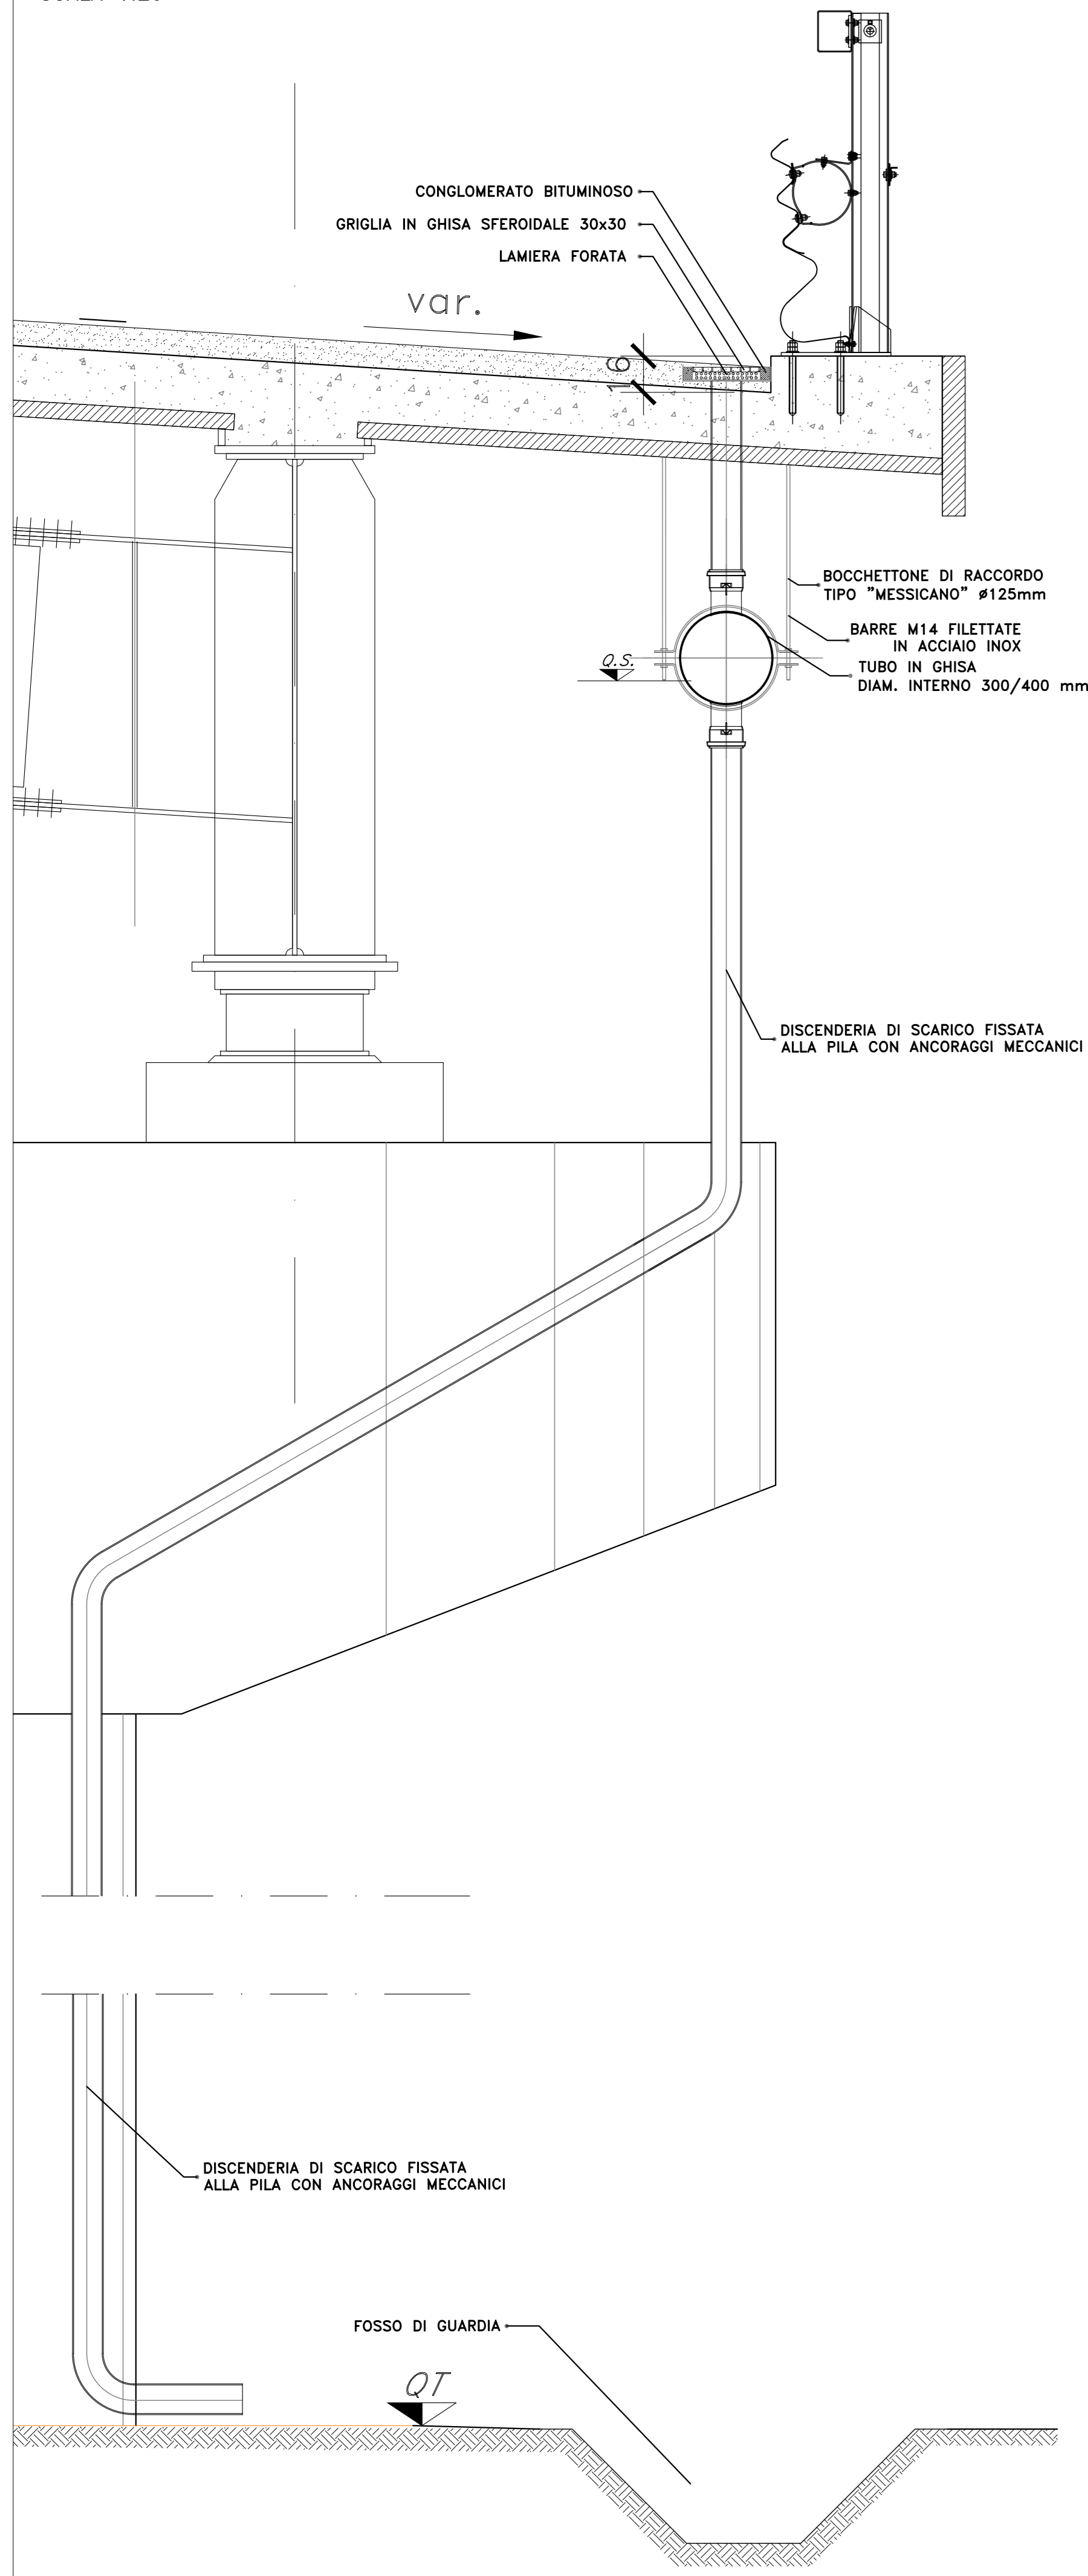 CONGLOMERATO BITUMINOSO
GRIGLIA IN GHISA SFEROIDALE 30x30
LAMIERA FORATA
var.
16
BOCCHETTONE DI RACCORDO
TIPO "MESSICANO" ø125mm
BARRE M14 FILETTATE
IN ACCIAIO INOX
Q.S.
TUBO IN GHISA
DIAM. INTERNO 300/400 mm
DISCENDERIA DI SCARICO FISSATA
ALLA PILA CON ANCORAGGI MECCANICI
DISCENDERIA DI SCARICO FISSATA
ALLA PILA CON ANCORAGGI MECCANICI
FOSSO DI GUARDIA
QT